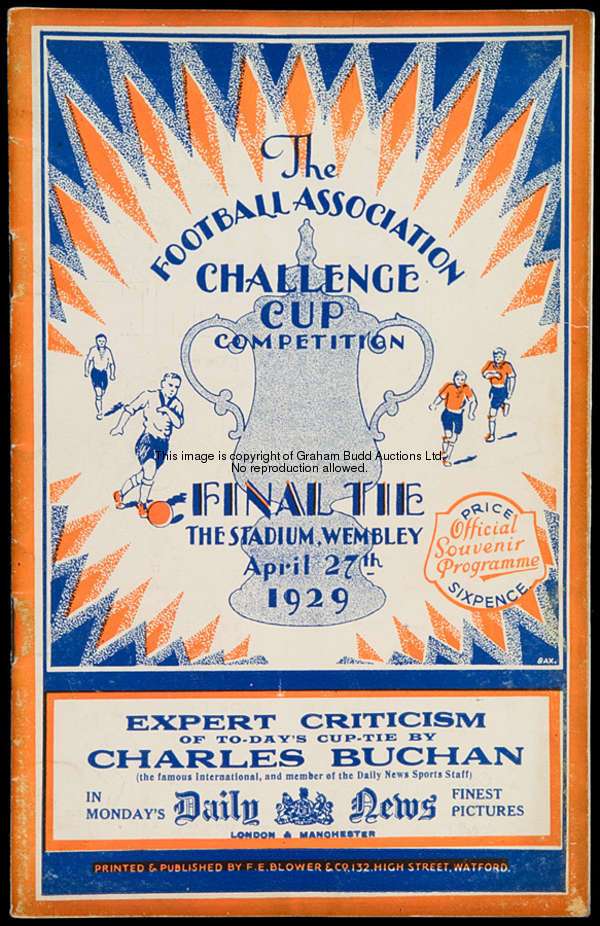 The
FOOTBALL ASSOCIATION
CHALLENGE
CUP
COMPETITION
This image is copyright of Graham Budd Auctions Ltd.
No reproduction allowed.
FINAL TIE
THE STADIUM, WEMBLEY
April 27th
1929
PRICE
Official
Souvenir
Programme
SIXPENCE
BAX.
EXPERT CRITICISM
OF TO-DAY'S CUP-TIE BY
CHARLES BUCHAN
(the famous International, and member of the Daily News Sports Staff)
IN
MONDAY'S
Daily News
FINEST
PICTURES
LONDON & MANCHESTER
PRINTED & PUBLISHED BY F.E. BLOWER & CO, 132, HIGH STREET, WATFORD.